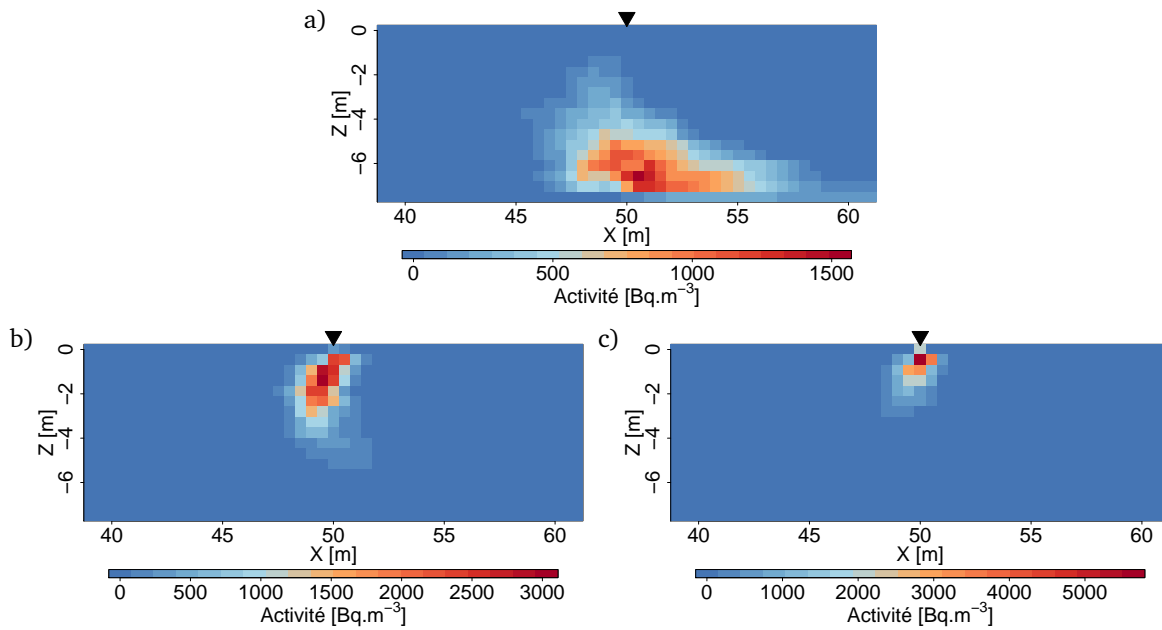 a)
0
−2
−4
−6
Z [m]
40 45 50 55 60
X [m]
0 500 1000 1500
Activité [Bq.m⁻³]
b)
0
−2
−4
−6
Z [m]
40 45 50 55 60
X [m]
0 500 1000 1500 2000 2500 3000
Activité [Bq.m⁻³]
c)
0
−2
−4
−6
Z [m]
40 45 50 55 60
X [m]
0 1000 2000 3000 4000 5000
Activité [Bq.m⁻³]